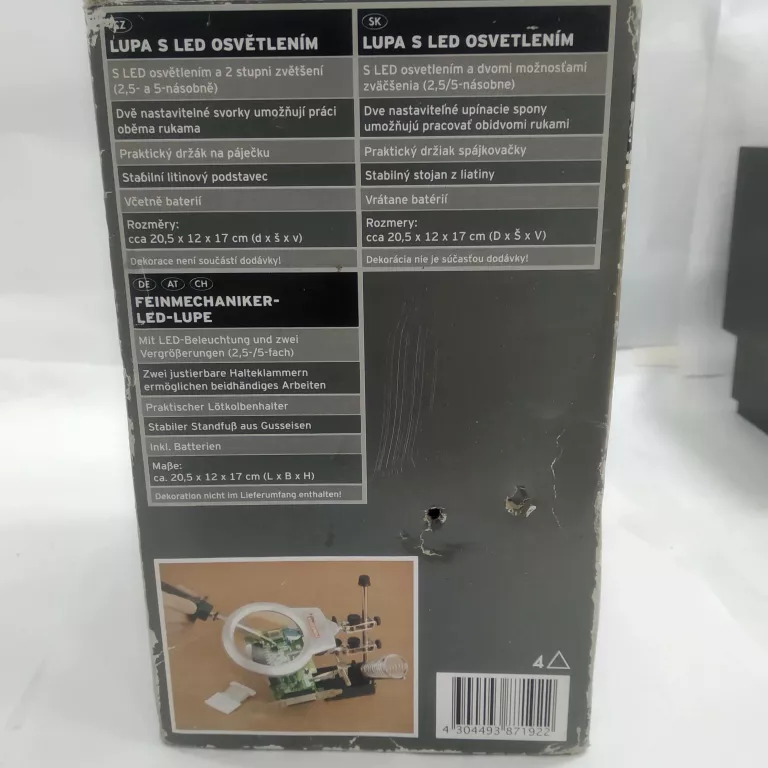 CZ
LUPA S LED OSVĚTLENÍM
S LED osvětlením a 2 stupni zvětšení
(2,5- a 5-násobně)
Dvě nastavitelné svorky umožňují práci
oběma rukama
Praktický držák na páječku
Stabilní litinový podstavec
Včetně baterií
Rozměry:
cca 20,5 x 12 x 17 cm (d x š x v)
Dekorace není součástí dodávky!
SK
LUPA S LED OSVETLENÍM
S LED osvetlením a dvomi možnosťami
zväčšenia (2,5/5-násobne)
Dve nastaviteľné upínacie spony
umožňujú pracovať obidvomi rukami
Praktický držiak spájkovačky
Stabilný stojan z liatiny
Vrátane batérií
Rozmery:
cca 20,5 x 12 x 17 cm (D x Š x V)
Dekorácia nie je súčasťou dodávky!
DE AT CH
FEINMECHANIKER-
LED-LUPE
Mit LED-Beleuchtung und zwei
Vergrößerungen (2,5-/5-fach)
Zwei justierbare Halteklammern
ermöglichen beidhändiges Arbeiten
Praktischer Lötkolbenhalter
Stabiler Standfuß aus Gusseisen
Inkl. Batterien
Maße:
ca. 20,5 x 12 x 17 cm (L x B x H)
Dekoration nicht im Lieferumfang enthalten!
4
4 304493 871922